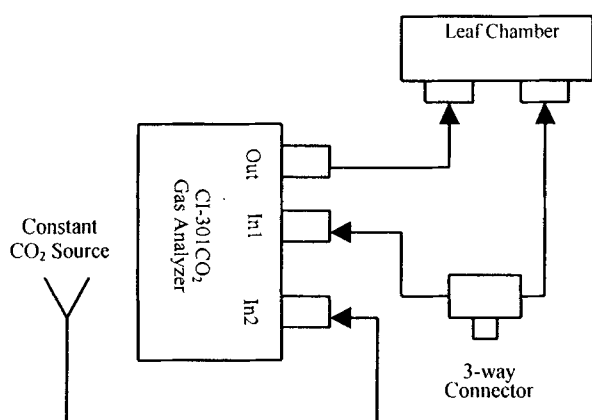 Leaf Chamber
Out
In1
In2
CI-301CO₂
Gas Analyzer
Constant
CO₂ Source
3-way
Connector